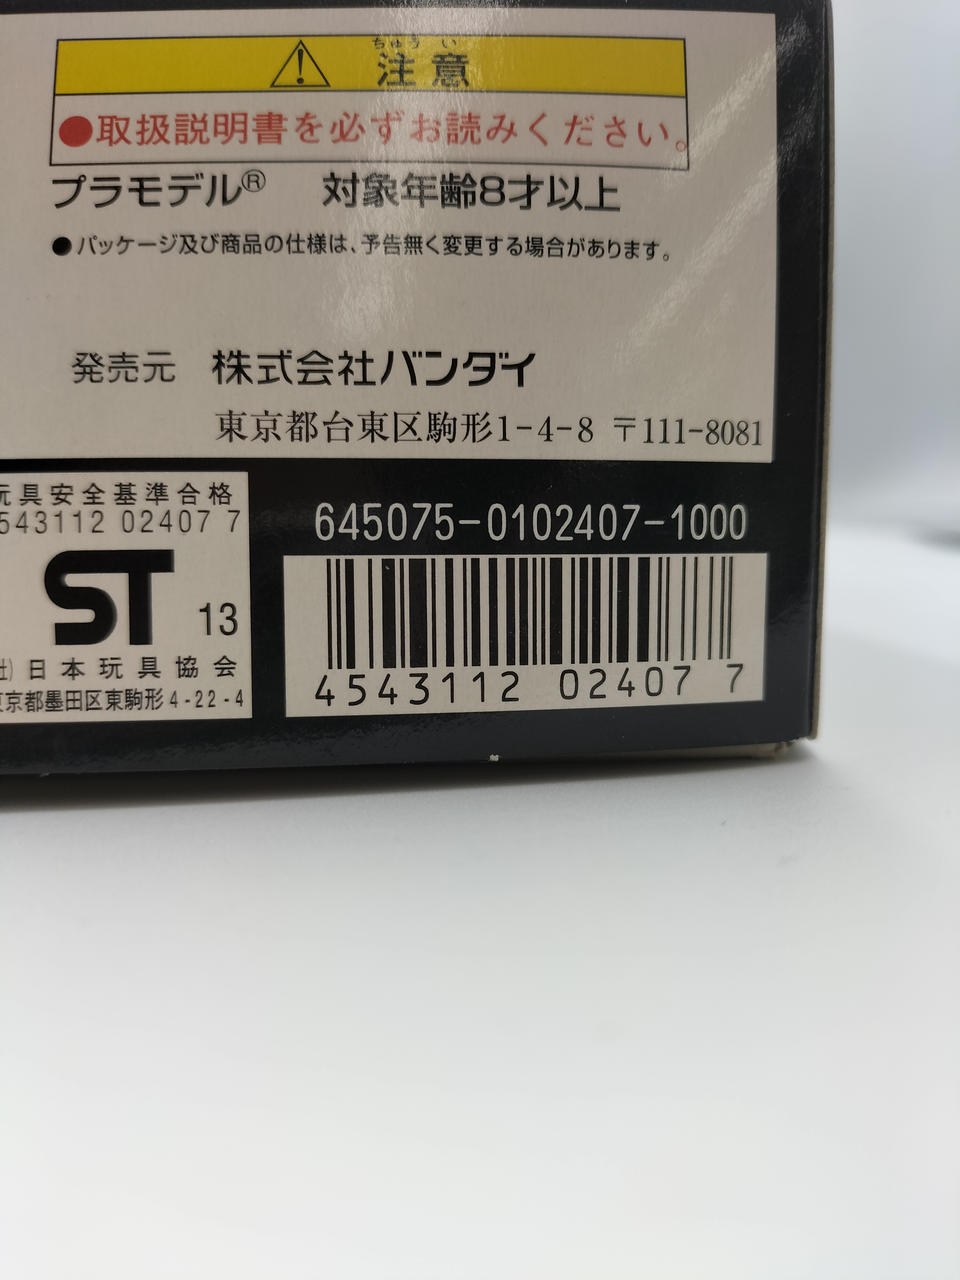 ちゅうい
注意
●取扱説明書を必ずお読みください。
プラモデル® 対象年齢8才以上
●パッケージ及び商品の仕様は、予告無く変更する場合があります。
発売元 株式会社バンダイ
東京都台東区駒形1-4-8 〒111-8081
玩具安全基準合格
543112 02407 7
ST 13
社)日本玩具協会
東京都墨田区東駒形4-22-4
645075-0102407-1000
4543112 02407 7